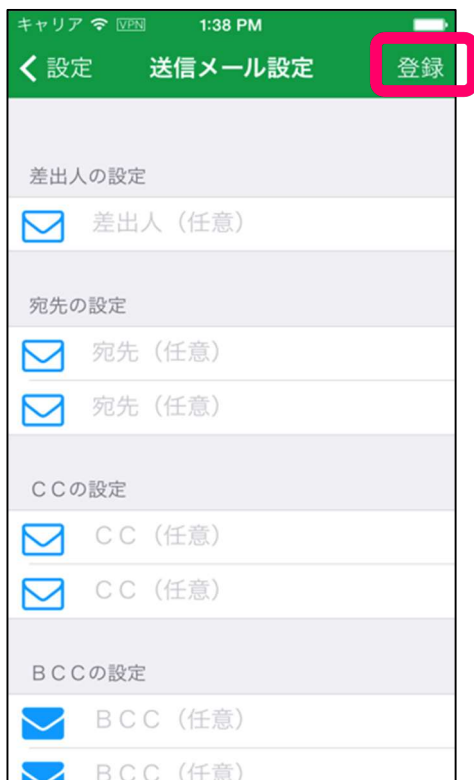 キャリア VPN 1:38 PM
設定 送信メール設定 登録
差出人の設定
差出人（任意）
宛先の設定
宛先（任意）
宛先（任意）
ＣＣの設定
ＣＣ（任意）
ＣＣ（任意）
ＢＣＣの設定
ＢＣＣ（任意）
ＢＣＣ（任意）